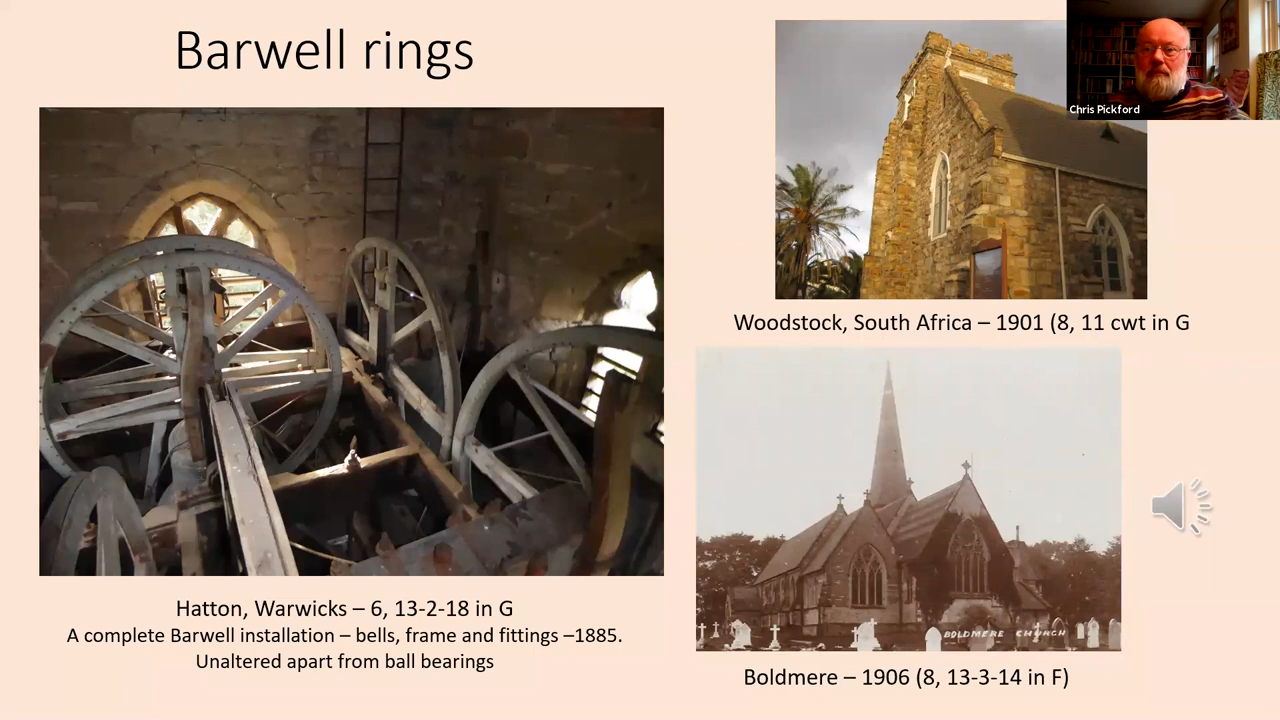 Barwell rings
Chris Pickford
Woodstock, South Africa – 1901 (8, 11 cwt in G
BOLDMERE CHURCH
Hatton, Warwicks – 6, 13-2-18 in G
A complete Barwell installation – bells, frame and fittings –1885.
Unaltered apart from ball bearings
Boldmere – 1906 (8, 13-3-14 in F)